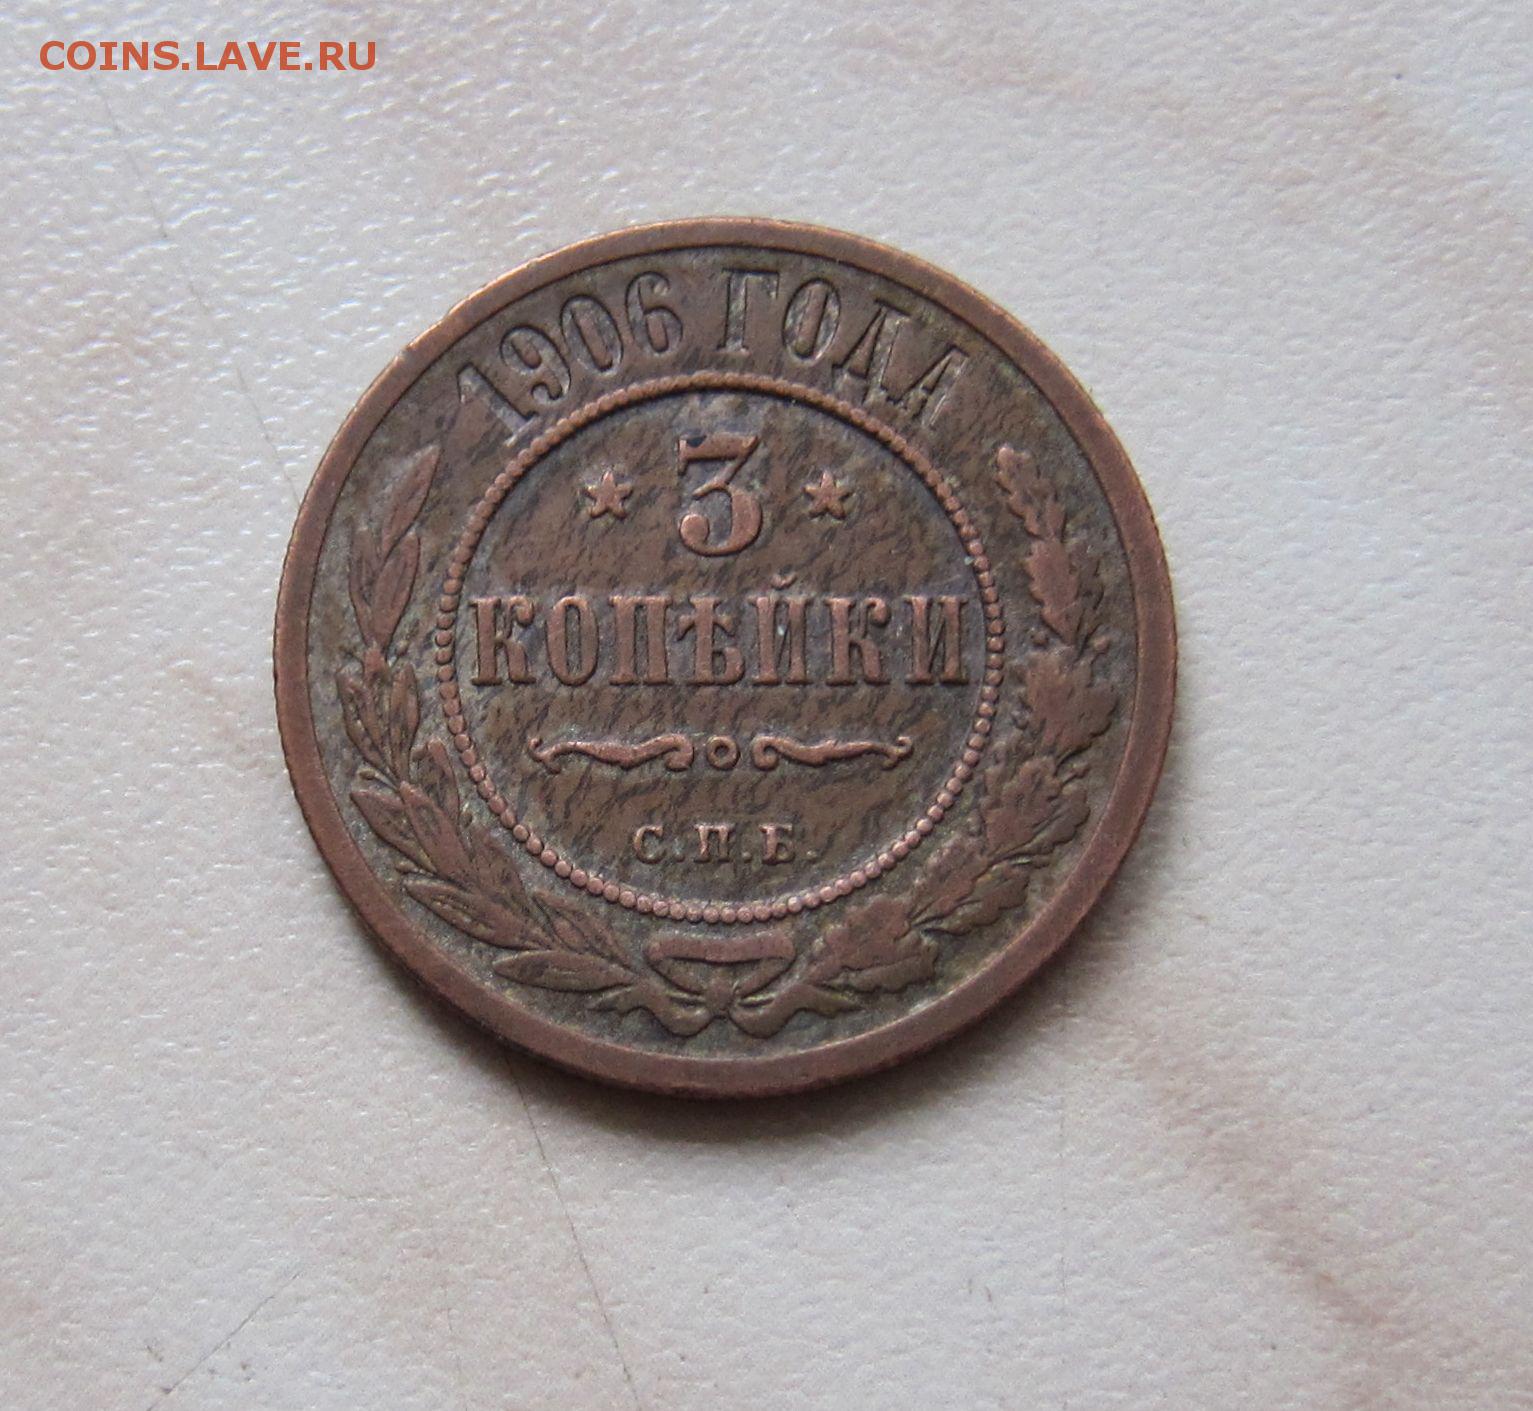 COINS.LAVE.RU
1906 ГОДА
3
КОПѢЙКИ
С.П.Б.